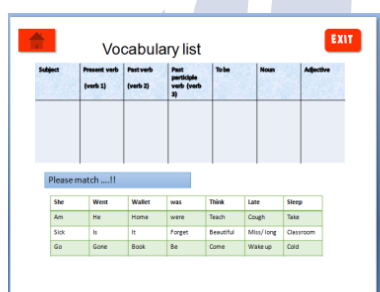 EXIT
Vocabulary list
Subject Present verb (verb 1) Past verb (verb 2) Past participle verb (verb 3) To be Noun Adjective
Please match ....!!
She Went Wallet was Think Late Sleep
Am He Home were Teach Cough Take
Sick Is It Forget Beautiful Miss/ long Classroom
Go Gone Book Be Come Wake up Cold